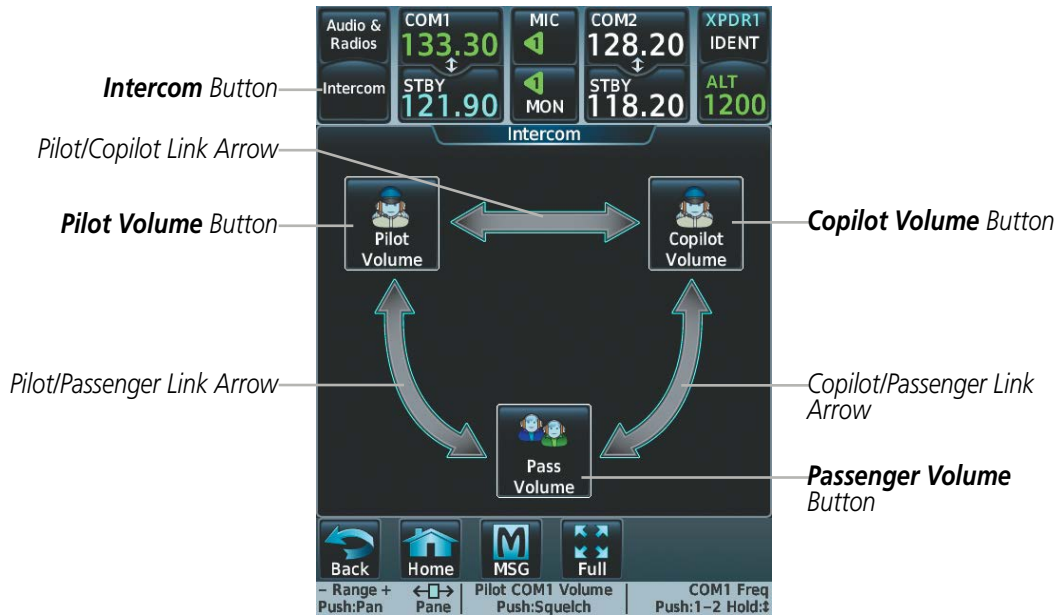 Audio &
Radios
COM1
133.30
MIC
1
COM2
128.20
XPDR1
IDENT
Intercom Button
Intercom
STBY
121.90
1
MON
STBY
118.20
ALT
1200
Intercom
Pilot/Copilot Link Arrow
Pilot Volume Button
Pilot
Volume
Copilot
Volume
Copilot Volume Button
Pilot/Passenger Link Arrow
Copilot/Passenger Link
Arrow
Pass
Volume
Passenger Volume
Button
Back
Home
MSG
Full
– Range +
Push:Pan
Pane
Pilot COM1 Volume
Push:Squelch
COM1 Freq
Push:1–2 Hold:↕